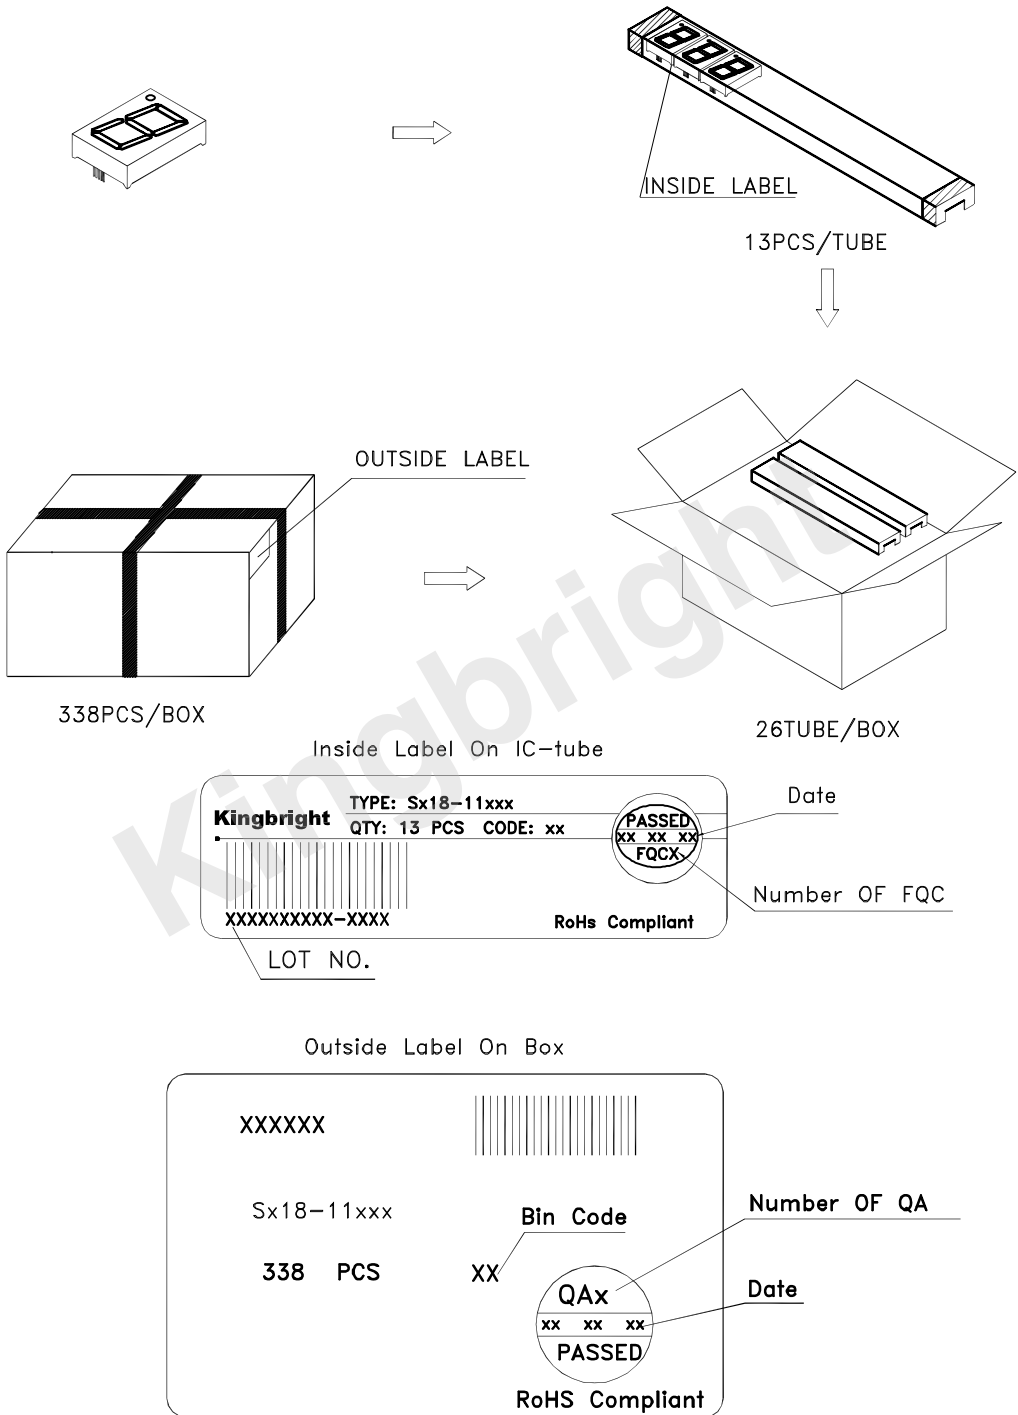 INSIDE LABEL
13PCS/TUBE
OUTSIDE LABEL
338PCS/BOX
26TUBE/BOX
Kingbright
Inside Label On IC-tube
TYPE: Sx18-11xxx
Kingbright
QTY: 13 PCS CODE: xx
PASSED
xx xx xx
FQCX
Date
Number OF FQC
XXXXXXXXXX-XXXX
RoHs Compliant
LOT NO.
Outside Label On Box
XXXXXX
Sx18-11xxx
Bin Code
Number OF QA
338 PCS
XX
QAx
Date
xx xx xx
PASSED
RoHS Compliant